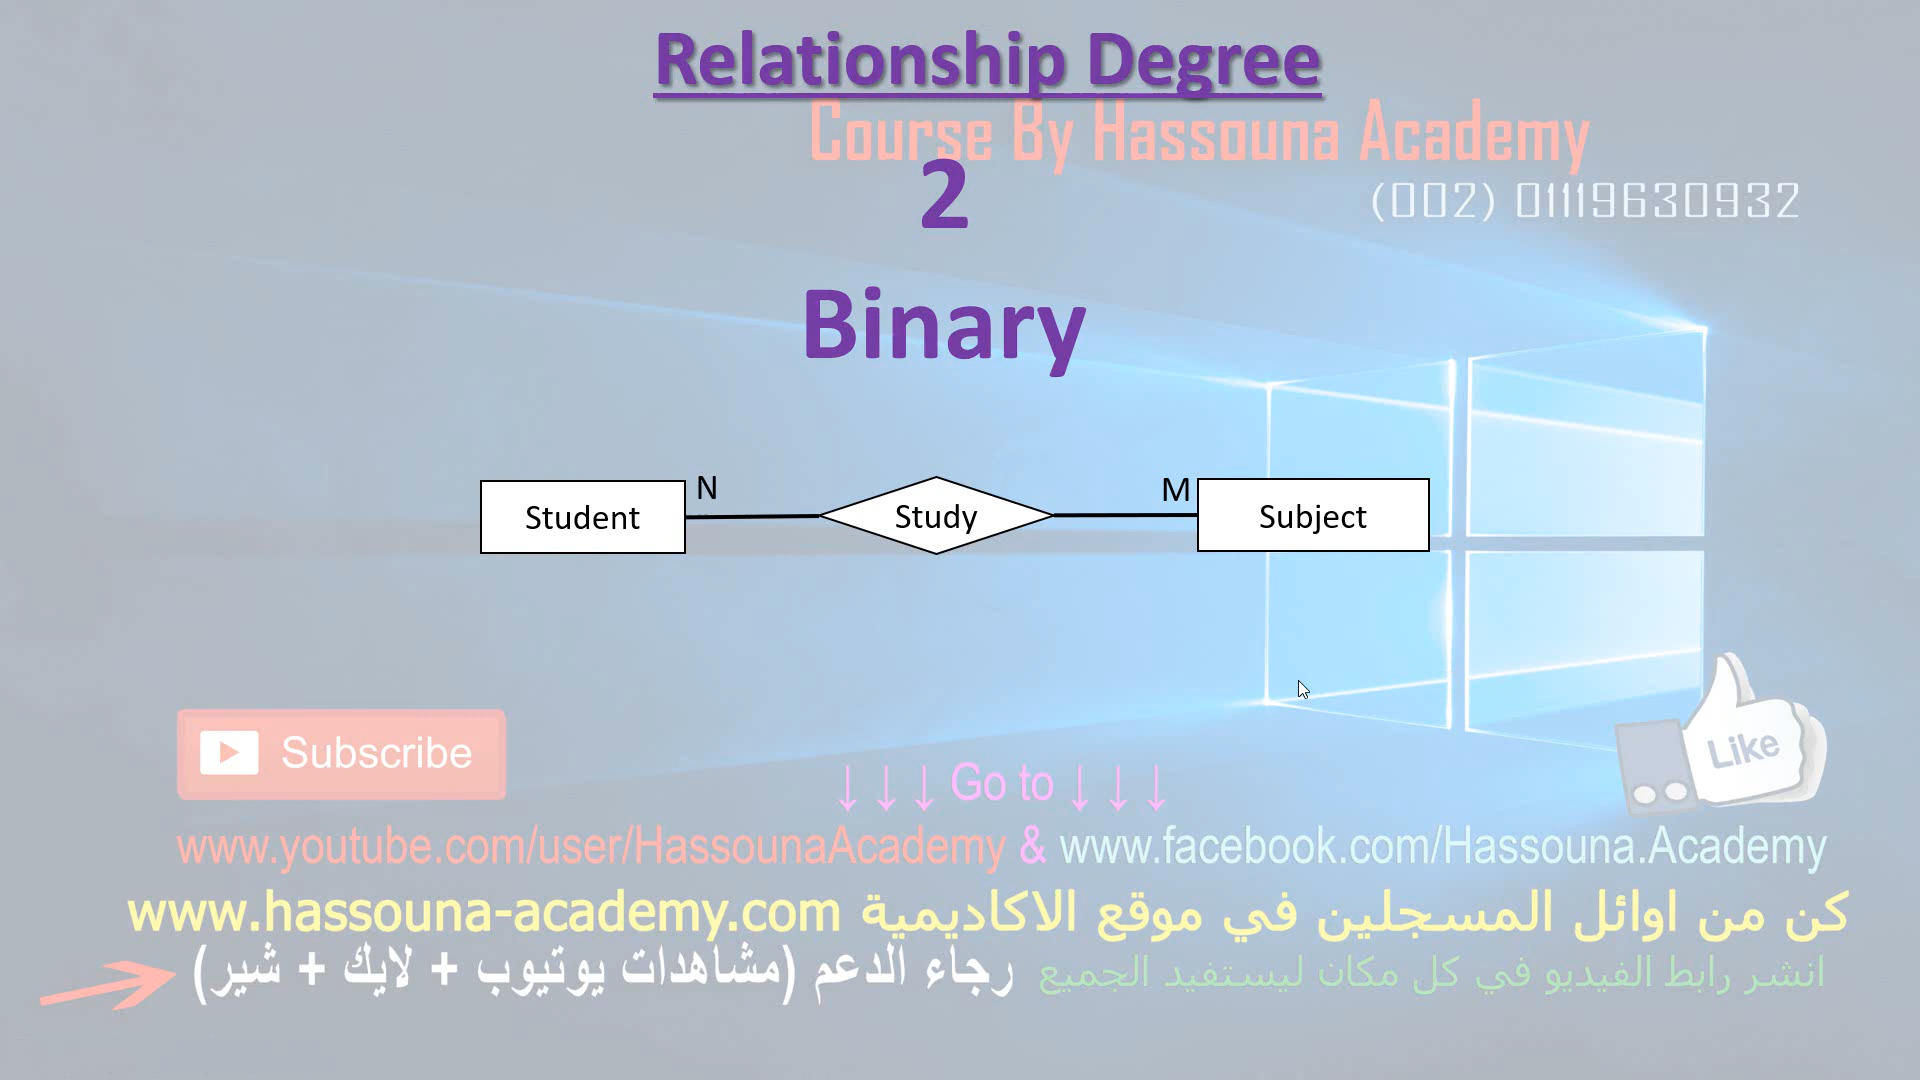 Relationship Degree
Course By Hassouna Academy
2
(002) 01119630932
Binary
N
M
Student
Study
Subject
Subscribe
Like
↓ ↓ ↓ Go to ↓ ↓ ↓
www.youtube.com/user/HassounaAcademy & www.facebook.com/Hassouna.Academy
كن من اوائل المسجلين في موقع الاكاديمية www.hassouna-academy.com
انشر رابط الفيديو في كل مكان ليستفيد الجميع
رجاء الدعم (مشاهدات يوتيوب + لايك + شير)